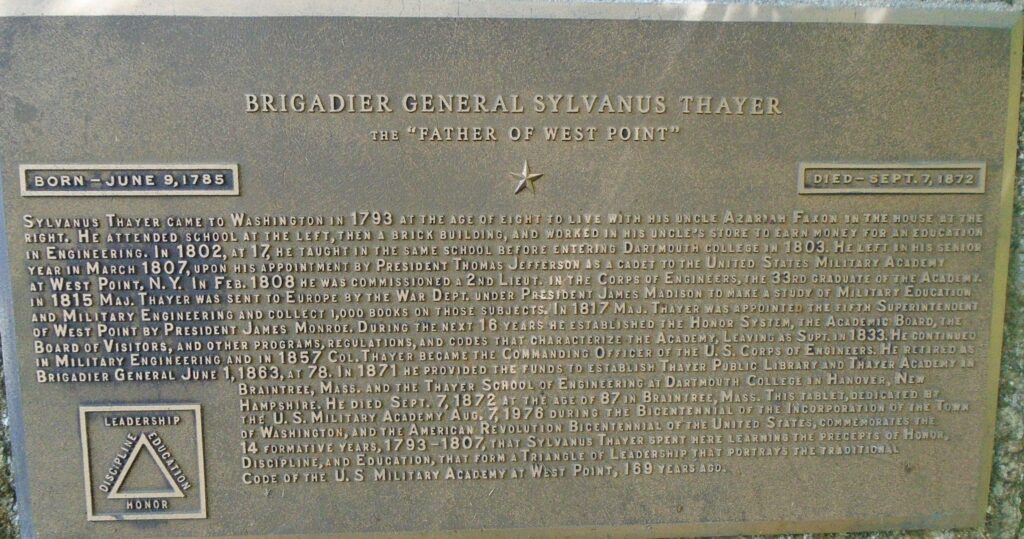 BRIGADIER GENERAL SYLVANUS THAYER
THE "FATHER OF WEST POINT"
BORN – JUNE 9, 1785
DIED – SEPT. 7, 1872
SYLVANUS THAYER CAME TO WASHINGTON IN 1793 AT THE AGE OF EIGHT TO LIVE WITH HIS UNCLE AZARIAH FAXON IN THE HOUSE AT THE
RIGHT. HE ATTENDED SCHOOL AT THE LEFT, THEN A BRICK BUILDING, AND WORKED IN HIS UNCLE'S STORE TO EARN MONEY FOR AN EDUCATION
IN ENGINEERING. IN 1802, AT 17, HE TAUGHT IN THE SAME SCHOOL BEFORE ENTERING DARTMOUTH COLLEGE IN 1803. HE LEFT IN HIS SENIOR
YEAR IN MARCH 1807, UPON HIS APPOINTMENT BY PRESIDENT THOMAS JEFFERSON AS A CADET TO THE UNITED STATES MILITARY ACADEMY
AT WEST POINT, N.Y. IN FEB. 1808 HE WAS COMMISSIONED A 2ND LIEUT. IN THE CORPS OF ENGINEERS, THE 33RD GRADUATE OF THE ACADEMY.
IN 1815 MAJ. THAYER WAS SENT TO EUROPE BY THE WAR DEPT. UNDER PRESIDENT JAMES MADISON TO MAKE A STUDY OF MILITARY EDUCATION
AND MILITARY ENGINEERING AND COLLECT 1,000 BOOKS ON THOSE SUBJECTS. IN 1817 MAJ. THAYER WAS APPOINTED THE FIFTH SUPERINTENDENT
OF WEST POINT BY PRESIDENT JAMES MONROE. DURING THE NEXT 16 YEARS HE ESTABLISHED THE HONOR SYSTEM, THE ACADEMIC BOARD, THE
BOARD OF VISITORS, AND OTHER PROGRAMS, REGULATIONS, AND CODES THAT CHARACTERIZE THE ACADEMY, LEAVING AS SUPT. IN 1833. HE CONTINUED
IN MILITARY ENGINEERING AND IN 1857 COL. THAYER BECAME THE COMMANDING OFFICER OF THE U.S. CORPS OF ENGINEERS. HE RETIRED AS
BRIGADIER GENERAL JUNE 1, 1863, AT 78. IN 1871 HE PROVIDED THE FUNDS TO ESTABLISH THAYER PUBLIC LIBRARY AND THAYER ACADEMY IN
BRAINTREE, MASS. AND THE THAYER SCHOOL OF ENGINEERING AT DARTMOUTH COLLEGE IN HANOVER, NEW
HAMPSHIRE. HE DIED SEPT. 7, 1872 AT THE AGE OF 87 IN BRAINTREE, MASS. THIS TABLET, DEDICATED BY
THE U.S. MILITARY ACADEMY AUG. 7, 1976 DURING THE BICENTENNIAL OF THE INCORPORATION OF THE TOWN
OF WASHINGTON, AND THE AMERICAN REVOLUTION BICENTENNIAL OF THE UNITED STATES, COMMEMORATES THE
14 FORMATIVE YEARS, 1793–1807, THAT SYLVANUS THAYER SPENT HERE LEARNING THE PRECEPTS OF HONOR,
DISCIPLINE, AND EDUCATION, THAT FORM A TRIANGLE OF LEADERSHIP THAT PORTRAYS THE TRADITIONAL
CODE OF THE U.S MILITARY ACADEMY AT WEST POINT, 169 YEARS AGO.
LEADERSHIP
DISCIPLINE
EDUCATION
HONOR